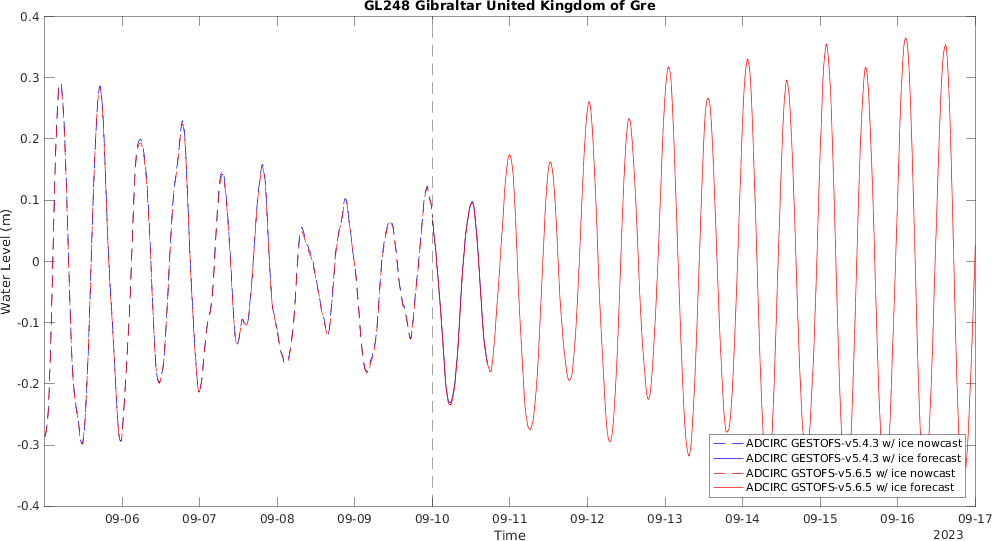 GL248 Gibraltar United Kingdom of Gre
0.4
0.3
0.2
0.1
0
-0.1
-0.2
-0.3
-0.4
Water Level (m)
ADCIRC GESTOFS-v5.4.3 w/ ice nowcast
ADCIRC GESTOFS-v5.4.3 w/ ice forecast
ADCIRC GSTOFS-v5.6.5 w/ ice nowcast
ADCIRC GSTOFS-v5.6.5 w/ ice forecast
09-06 09-07 09-08 09-09 09-10 09-11 09-12 09-13 09-14 09-15 09-16 09-17
Time
2023